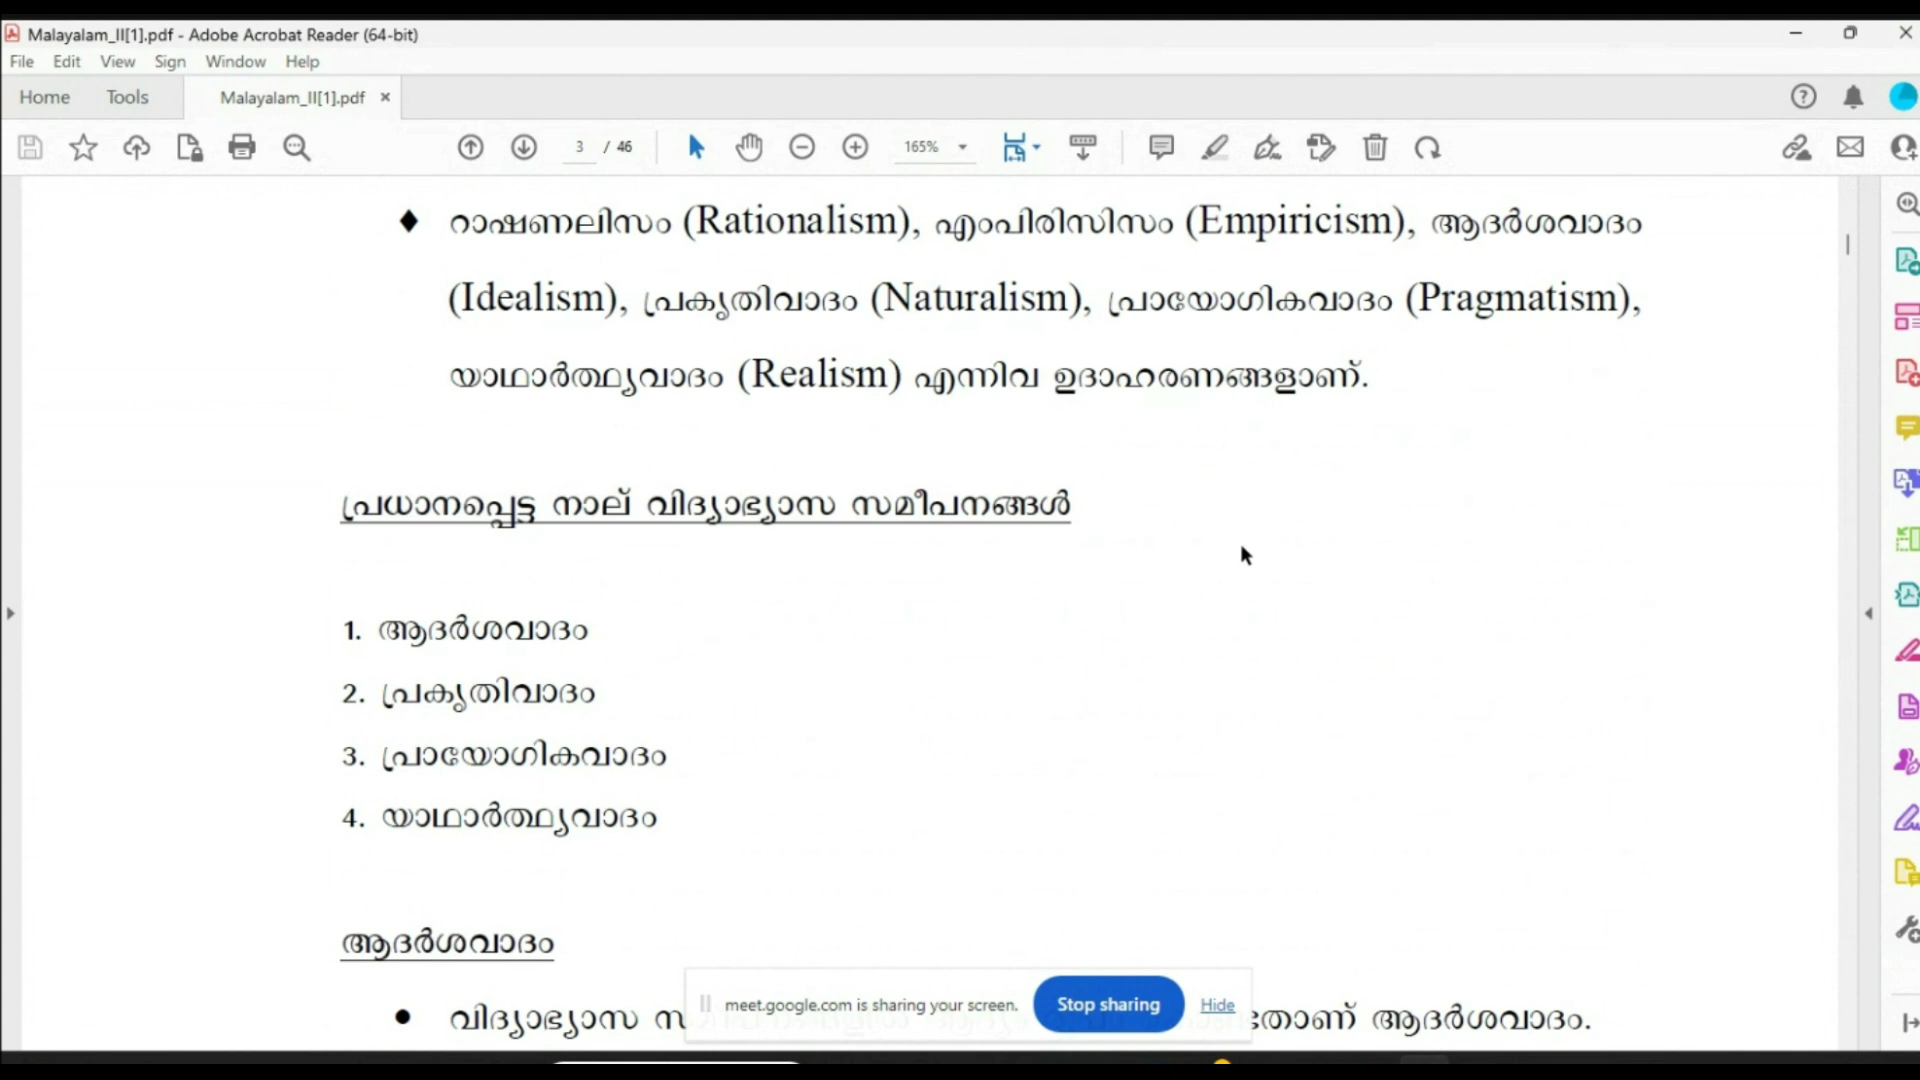 Malayalam_II[1].pdf - Adobe Acrobat Reader (64-bit)
File Edit View Sign Window Help
Home Tools Malayalam_II[1].pdf ×
3 / 46 165%
♦ റാഷണലിസം (Rationalism), എംപിരിസിസം (Empiricism), ആദർശവാദം
(Idealism), പ്രകൃതിവാദം (Naturalism), പ്രായോഗികവാദം (Pragmatism),
യാഥാർത്ഥ്യവാദം (Realism) എന്നിവ ഉദാഹരണങ്ങളാണ്.
പ്രധാനപ്പെട്ട നാല് വിദ്യാഭ്യാസ സമീപനങ്ങൾ
1. ആദർശവാദം
2. പ്രകൃതിവാദം
3. പ്രായോഗികവാദം
4. യാഥാർത്ഥ്യവാദം
ആദർശവാദം
meet.google.com is sharing your screen. Stop sharing Hide
• വിദ്യാഭ്യാസ ആദർശവാദം.